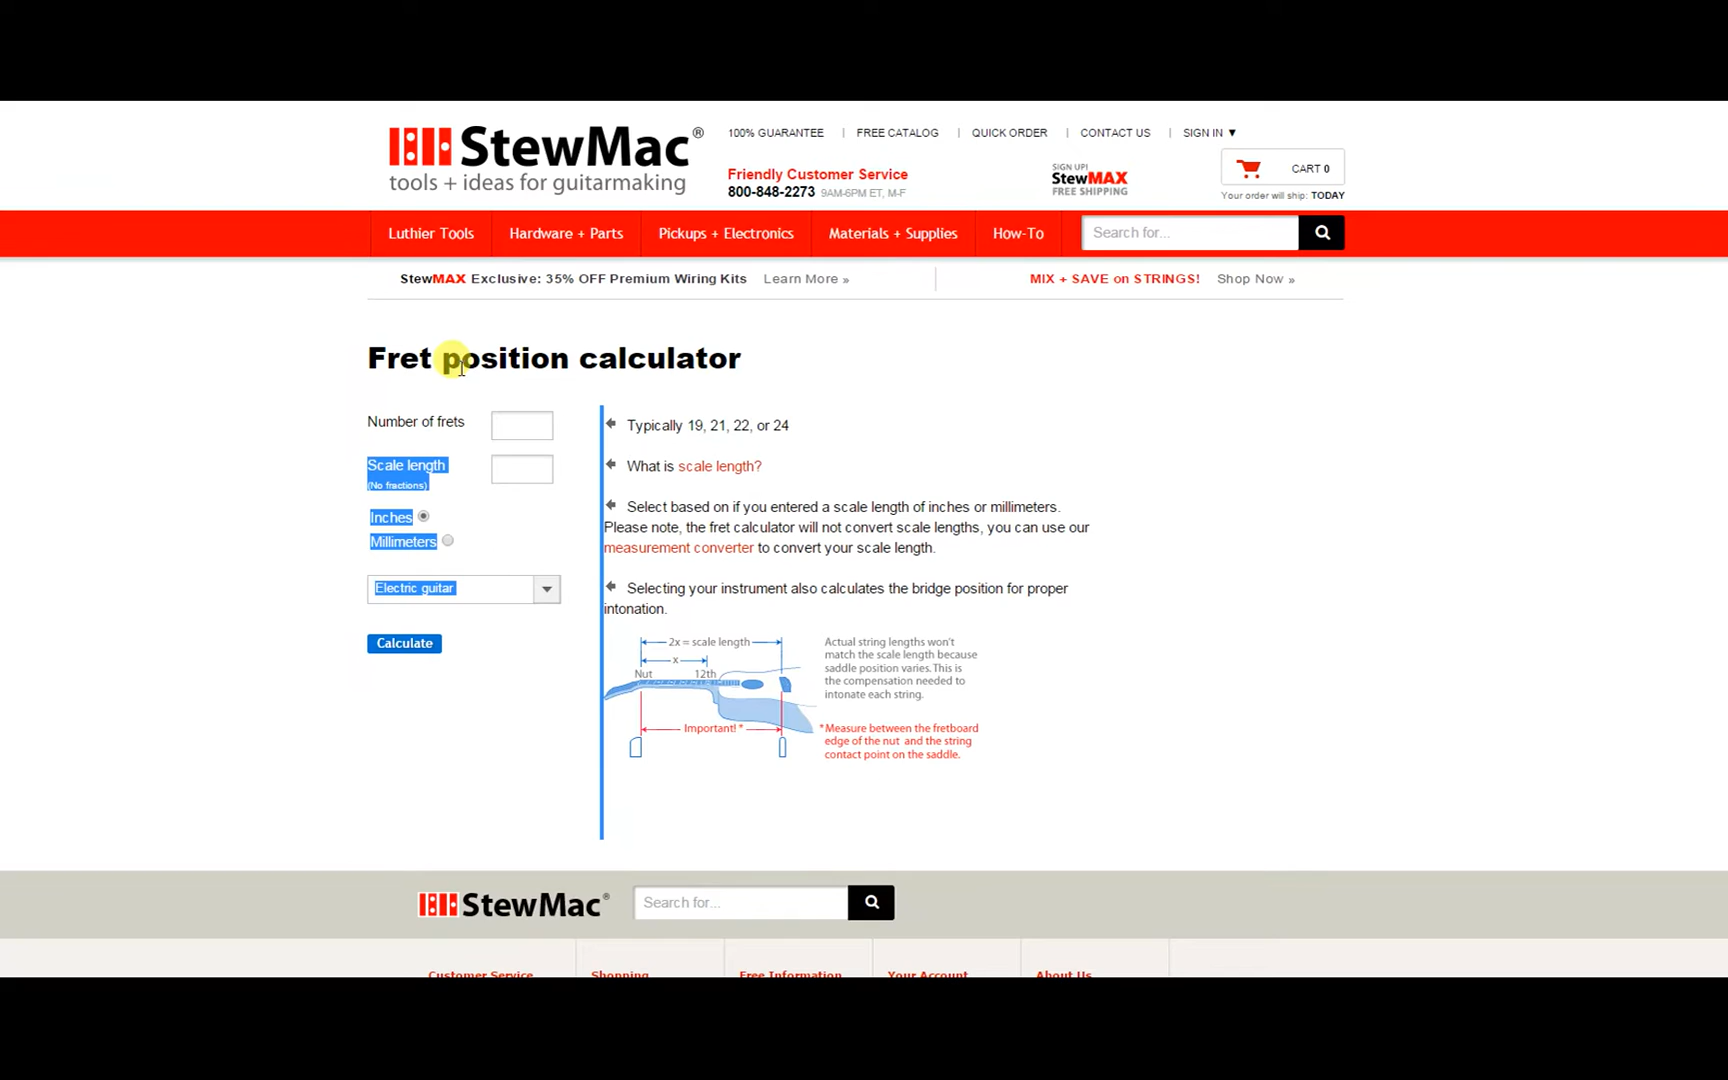 StewMac®
tools + ideas for guitarmaking
100% GUARANTEE | FREE CATALOG | QUICK ORDER | CONTACT US | SIGN IN ▼
Friendly Customer Service
800-848-2273 9AM-6PM ET, M-F
SIGN UP!
StewMAX
FREE SHIPPING
CART 0
Your order will ship: TODAY
Luthier Tools
Hardware + Parts
Pickups + Electronics
Materials + Supplies
How-To
Search for...
StewMAX Exclusive: 35% OFF Premium Wiring Kits Learn More »
MIX + SAVE on STRINGS! Shop Now »
Fret position calculator
Number of frets
Typically 19, 21, 22, or 24
Scale length
(No fractions)
What is scale length?
Inches
Millimeters
Select based on if you entered a scale length of inches or millimeters.
Please note, the fret calculator will not convert scale lengths, you can use our
measurement converter to convert your scale length.
Electric guitar
Selecting your instrument also calculates the bridge position for proper
intonation.
Calculate
2x = scale length
x
Nut
12th
Important! *
Actual string lengths won't
match the scale length because
saddle position varies. This is
the compensation needed to
intonate each string.
*Measure between the fretboard
edge of the nut and the string
contact point on the saddle.
StewMac®
Search for...
Customer Service
Shopping
Free Information
Your Account
About Us